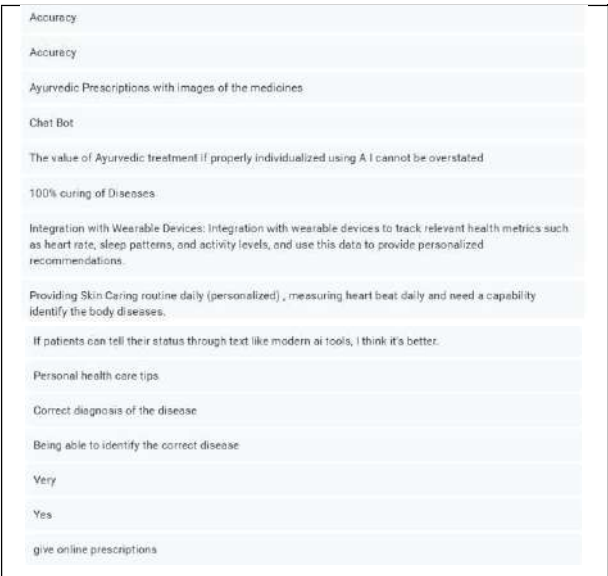 Accuracy
Accuracy
Ayurvedic Prescriptions with images of the medicines
Chat Bot
The value of Ayurvedic treatment if properly individualized using A I cannot be overstated
100% curing of Diseases
Integration with Wearable Devices: Integration with wearable devices to track relevant health metrics such
as heart rate, sleep patterns, and activity levels, and use this data to provide personalized
recommendations.
Providing Skin Caring routine daily (personalized) , measuring heart beat daily and need a capability
identify the body diseases.
If patients can tell their status through text like modern ai tools, I think it's better.
Personal health care tips
Correct diagnosis of the disease
Being able to identify the correct disease
Very
Yes
give online prescriptions